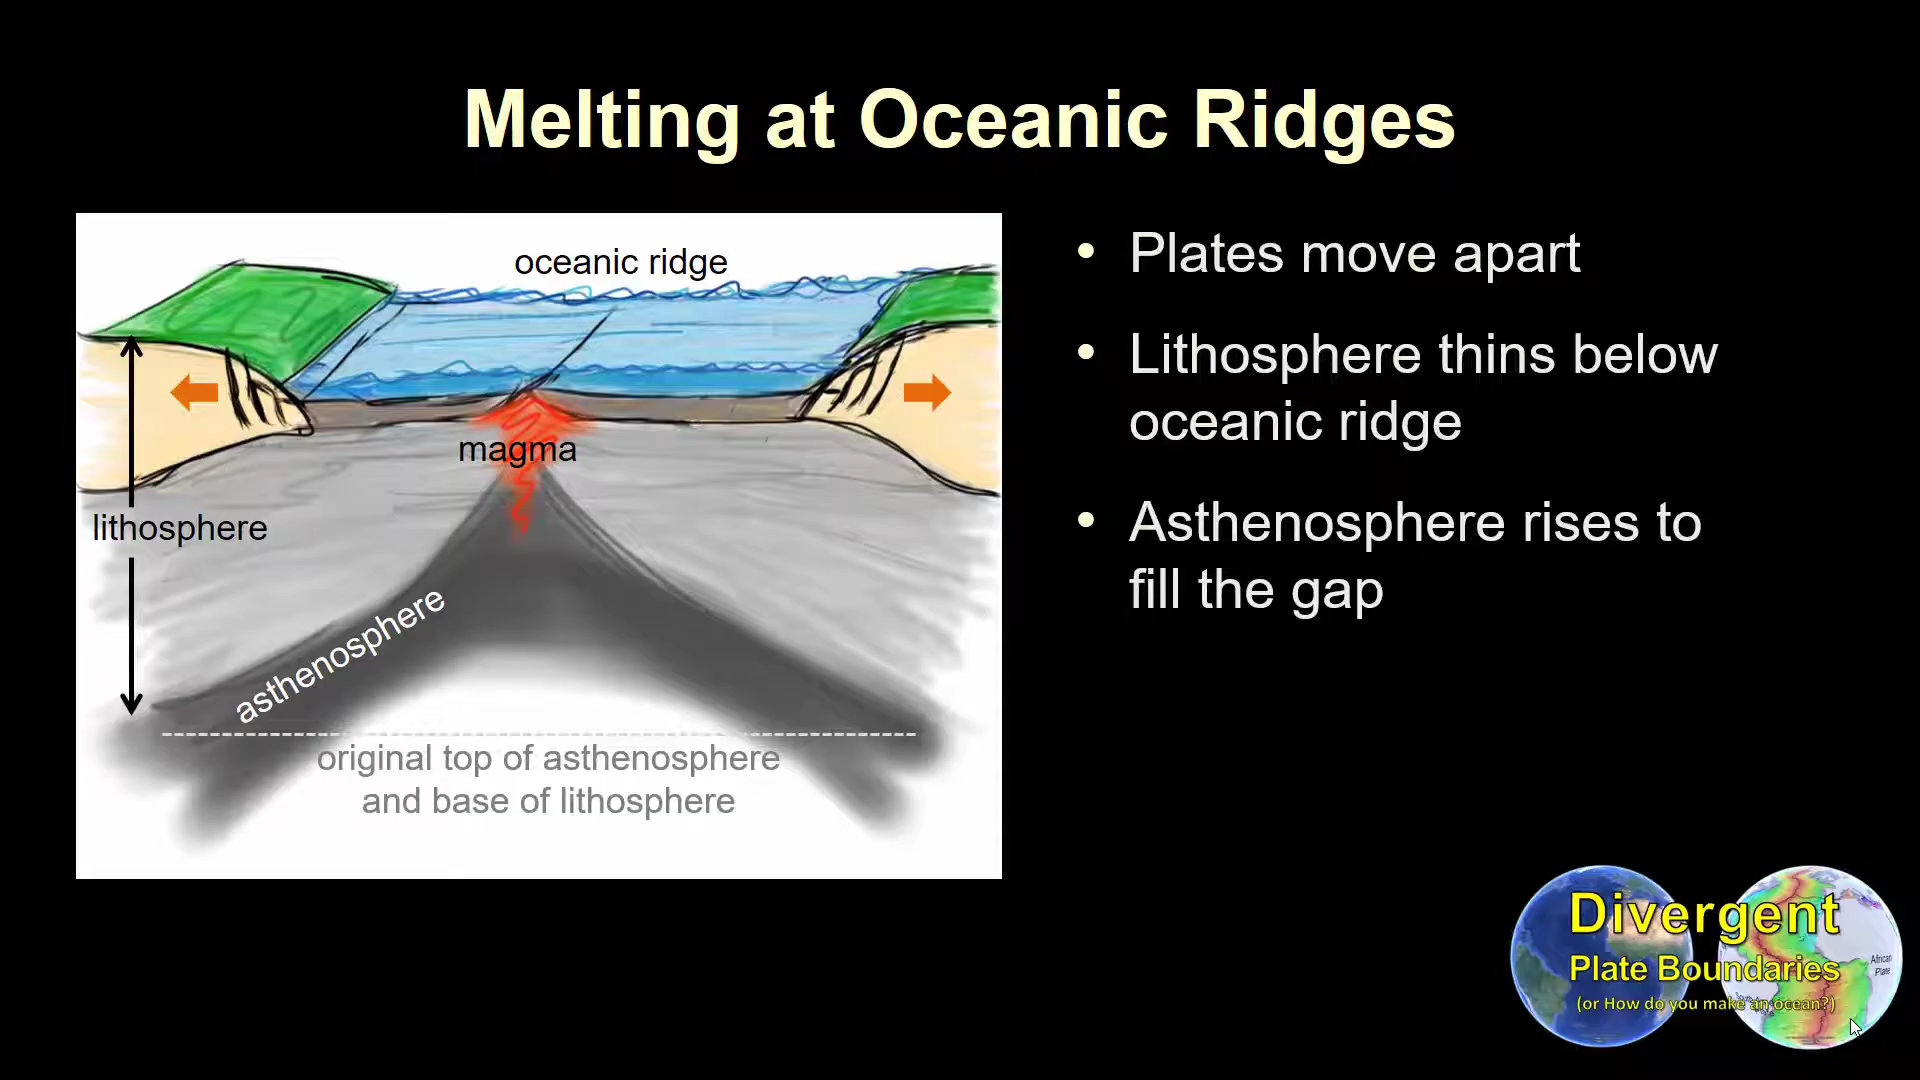 Melting at Oceanic Ridges
oceanic ridge
magma
lithosphere
asthenosphere
original top of asthenosphere
and base of lithosphere
• Plates move apart
• Lithosphere thins below
oceanic ridge
• Asthenosphere rises to
fill the gap
Divergent
Plate Boundaries
(or How do you make an ocean?)
African
Plate